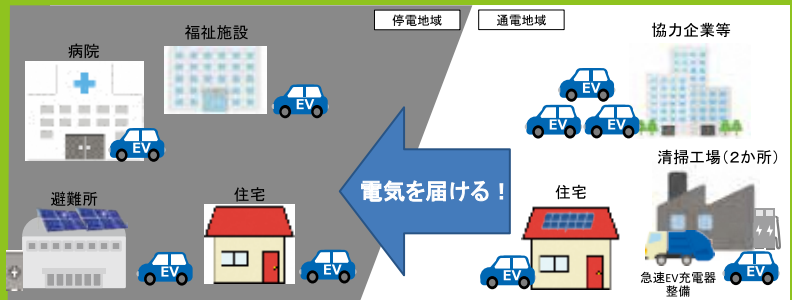 停電地域
通電地域
福祉施設
病院
協力企業等
EV
EV
EV
EV
EV
清掃工場（２か所）
電気を届ける！
避難所
住宅
住宅
EV
EV
EV
EV
急速EV充電器
整備